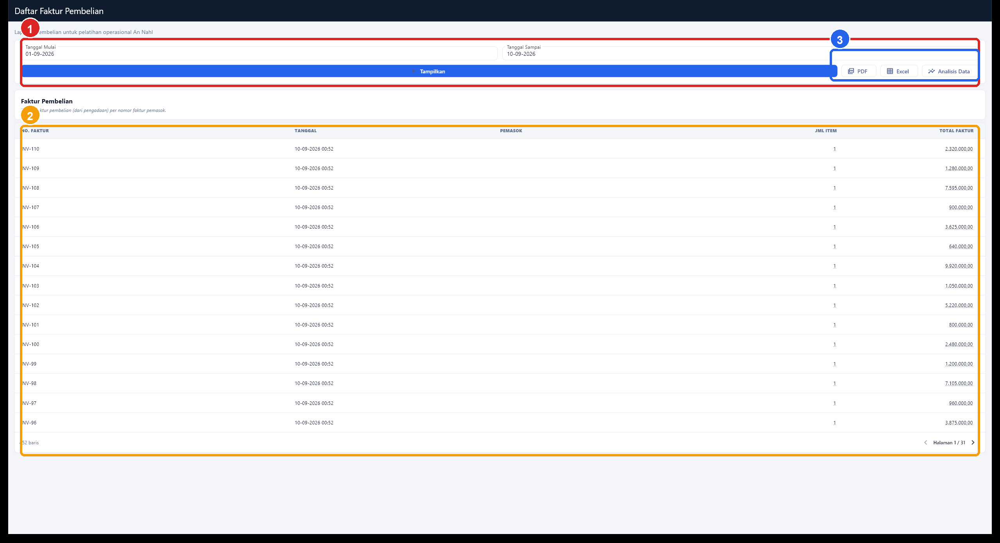 Daftar Faktur Pembelian
1
embelian untuk pelatihan operasional An Nahl
3
Tanggal Mulai
01-09-2026
Tanggal Sampai
10-09-2026
Tampilkan
PDF
Excel
Analisis Data
Faktur Pembelian
2
ktur pembelian (dari pengadaan) per nomor faktur pemasok.
NO. FAKTUR TANGGAL PEMASOK JML ITEM TOTAL FAKTUR
NV-110 10-09-2026 00:52 1 2.320.000,00
NV-109 10-09-2026 00:52 1 1.280.000,00
NV-108 10-09-2026 00:52 1 7.595.000,00
NV-107 10-09-2026 00:52 1 900.000,00
NV-106 10-09-2026 00:52 1 3.625.000,00
NV-105 10-09-2026 00:52 1 640.000,00
NV-104 10-09-2026 00:52 1 9.920.000,00
NV-103 10-09-2026 00:52 1 1.050.000,00
NV-102 10-09-2026 00:52 1 5.220.000,00
NV-101 10-09-2026 00:52 1 800.000,00
NV-100 10-09-2026 00:52 1 2.480.000,00
NV-99 10-09-2026 00:52 1 1.200.000,00
NV-98 10-09-2026 00:52 1 7.105.000,00
NV-97 10-09-2026 00:52 1 960.000,00
NV-96 10-09-2026 00:52 1 3.875.000,00
52 baris
Halaman 1 / 31